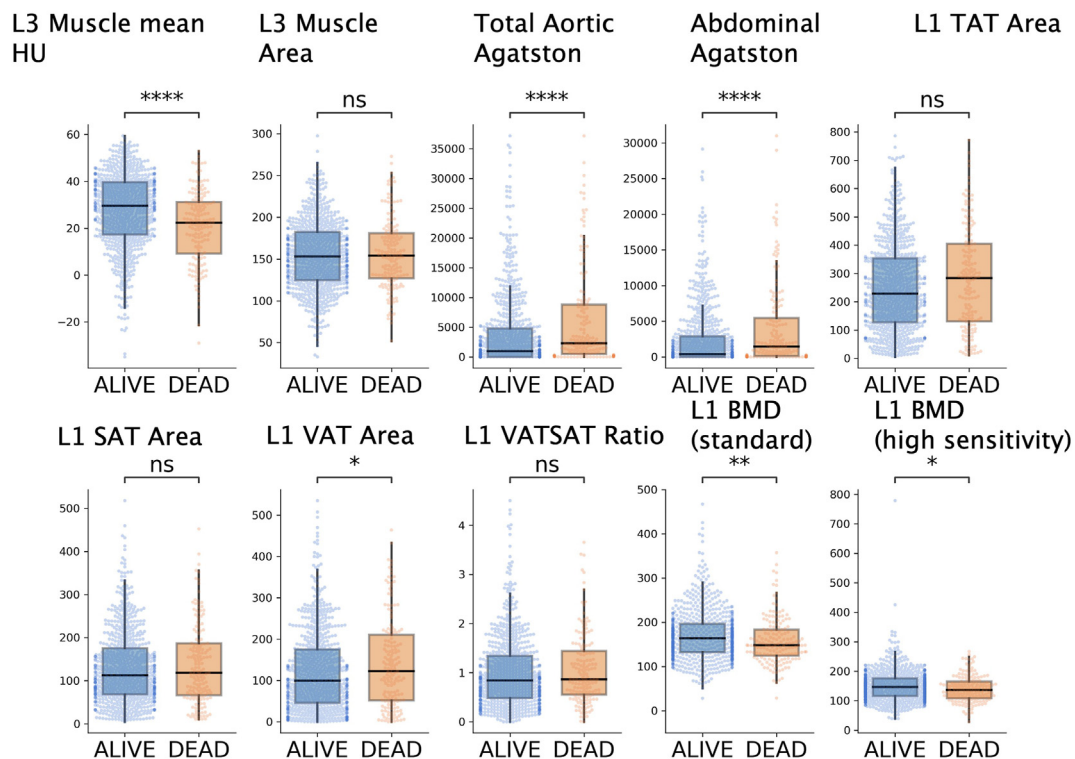 L3 Muscle mean
HU
L3 Muscle
Area
Total Aortic
Agatston
Abdominal
Agatston
L1 TAT Area
****
ns
****
****
ns
60
40
20
0
−20
ALIVE DEAD
300
250
200
150
100
50
ALIVE DEAD
35000
30000
25000
20000
15000
10000
5000
0
ALIVE DEAD
30000
25000
20000
15000
10000
5000
0
ALIVE DEAD
800
700
600
500
400
300
200
100
0
ALIVE DEAD
L1 SAT Area
L1 VAT Area
L1 VATSAT Ratio
L1 BMD
(standard)
L1 BMD
(high sensitivity)
ns
*
ns
**
*
500
400
300
200
100
0
ALIVE DEAD
500
400
300
200
100
0
ALIVE DEAD
4
3
2
1
0
ALIVE DEAD
500
400
300
200
100
0
ALIVE DEAD
800
700
600
500
400
300
200
100
0
ALIVE DEAD